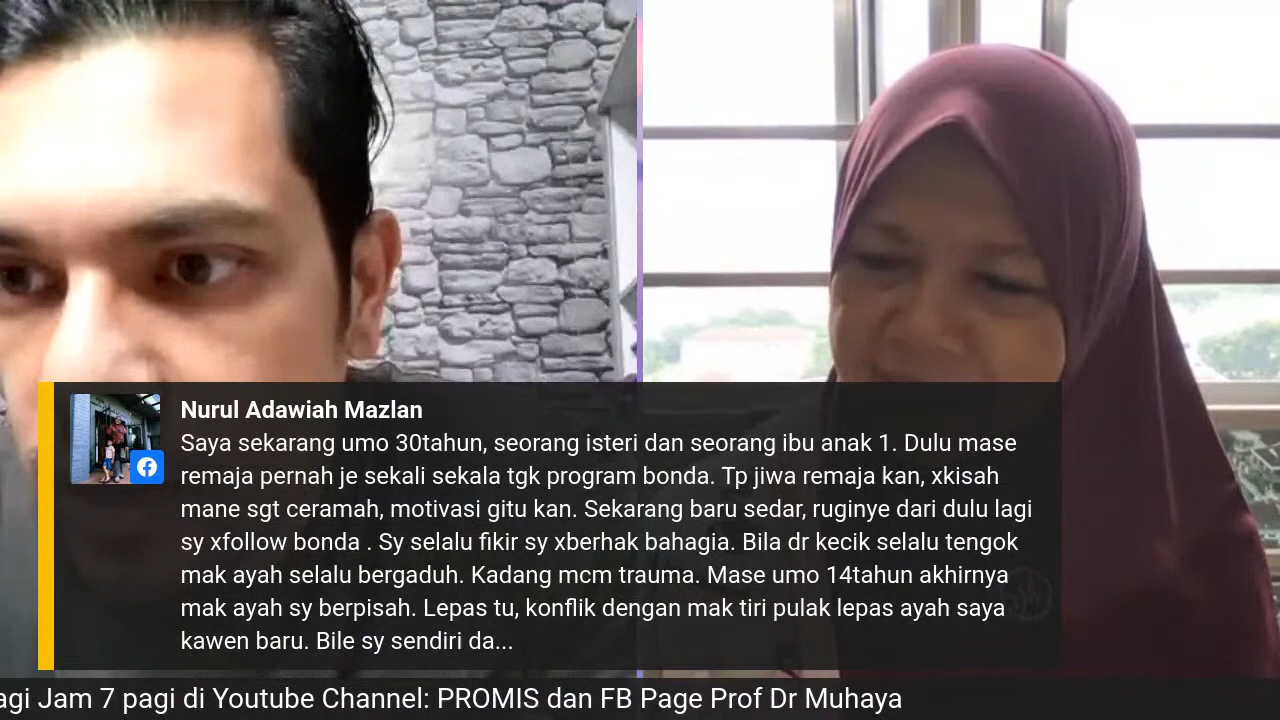 Nurul Adawiah Mazlan
Saya sekarang umo 30tahun, seorang isteri dan seorang ibu anak 1. Dulu mase
remaja pernah je sekali sekala tgk program bonda. Tp jiwa remaja kan, xkisah
mane sgt ceramah, motivasi gitu kan. Sekarang baru sedar, ruginye dari dulu lagi
sy xfollow bonda . Sy selalu fikir sy xberhak bahagia. Bila dr kecik selalu tengok
mak ayah selalu bergaduh. Kadang mcm trauma. Mase umo 14tahun akhirnya
mak ayah sy berpisah. Lepas tu, konflik dengan mak tiri pulak lepas ayah saya
kawen baru. Bile sy sendiri da...
agi Jam 7 pagi di Youtube Channel: PROMIS dan FB Page Prof Dr Muhaya